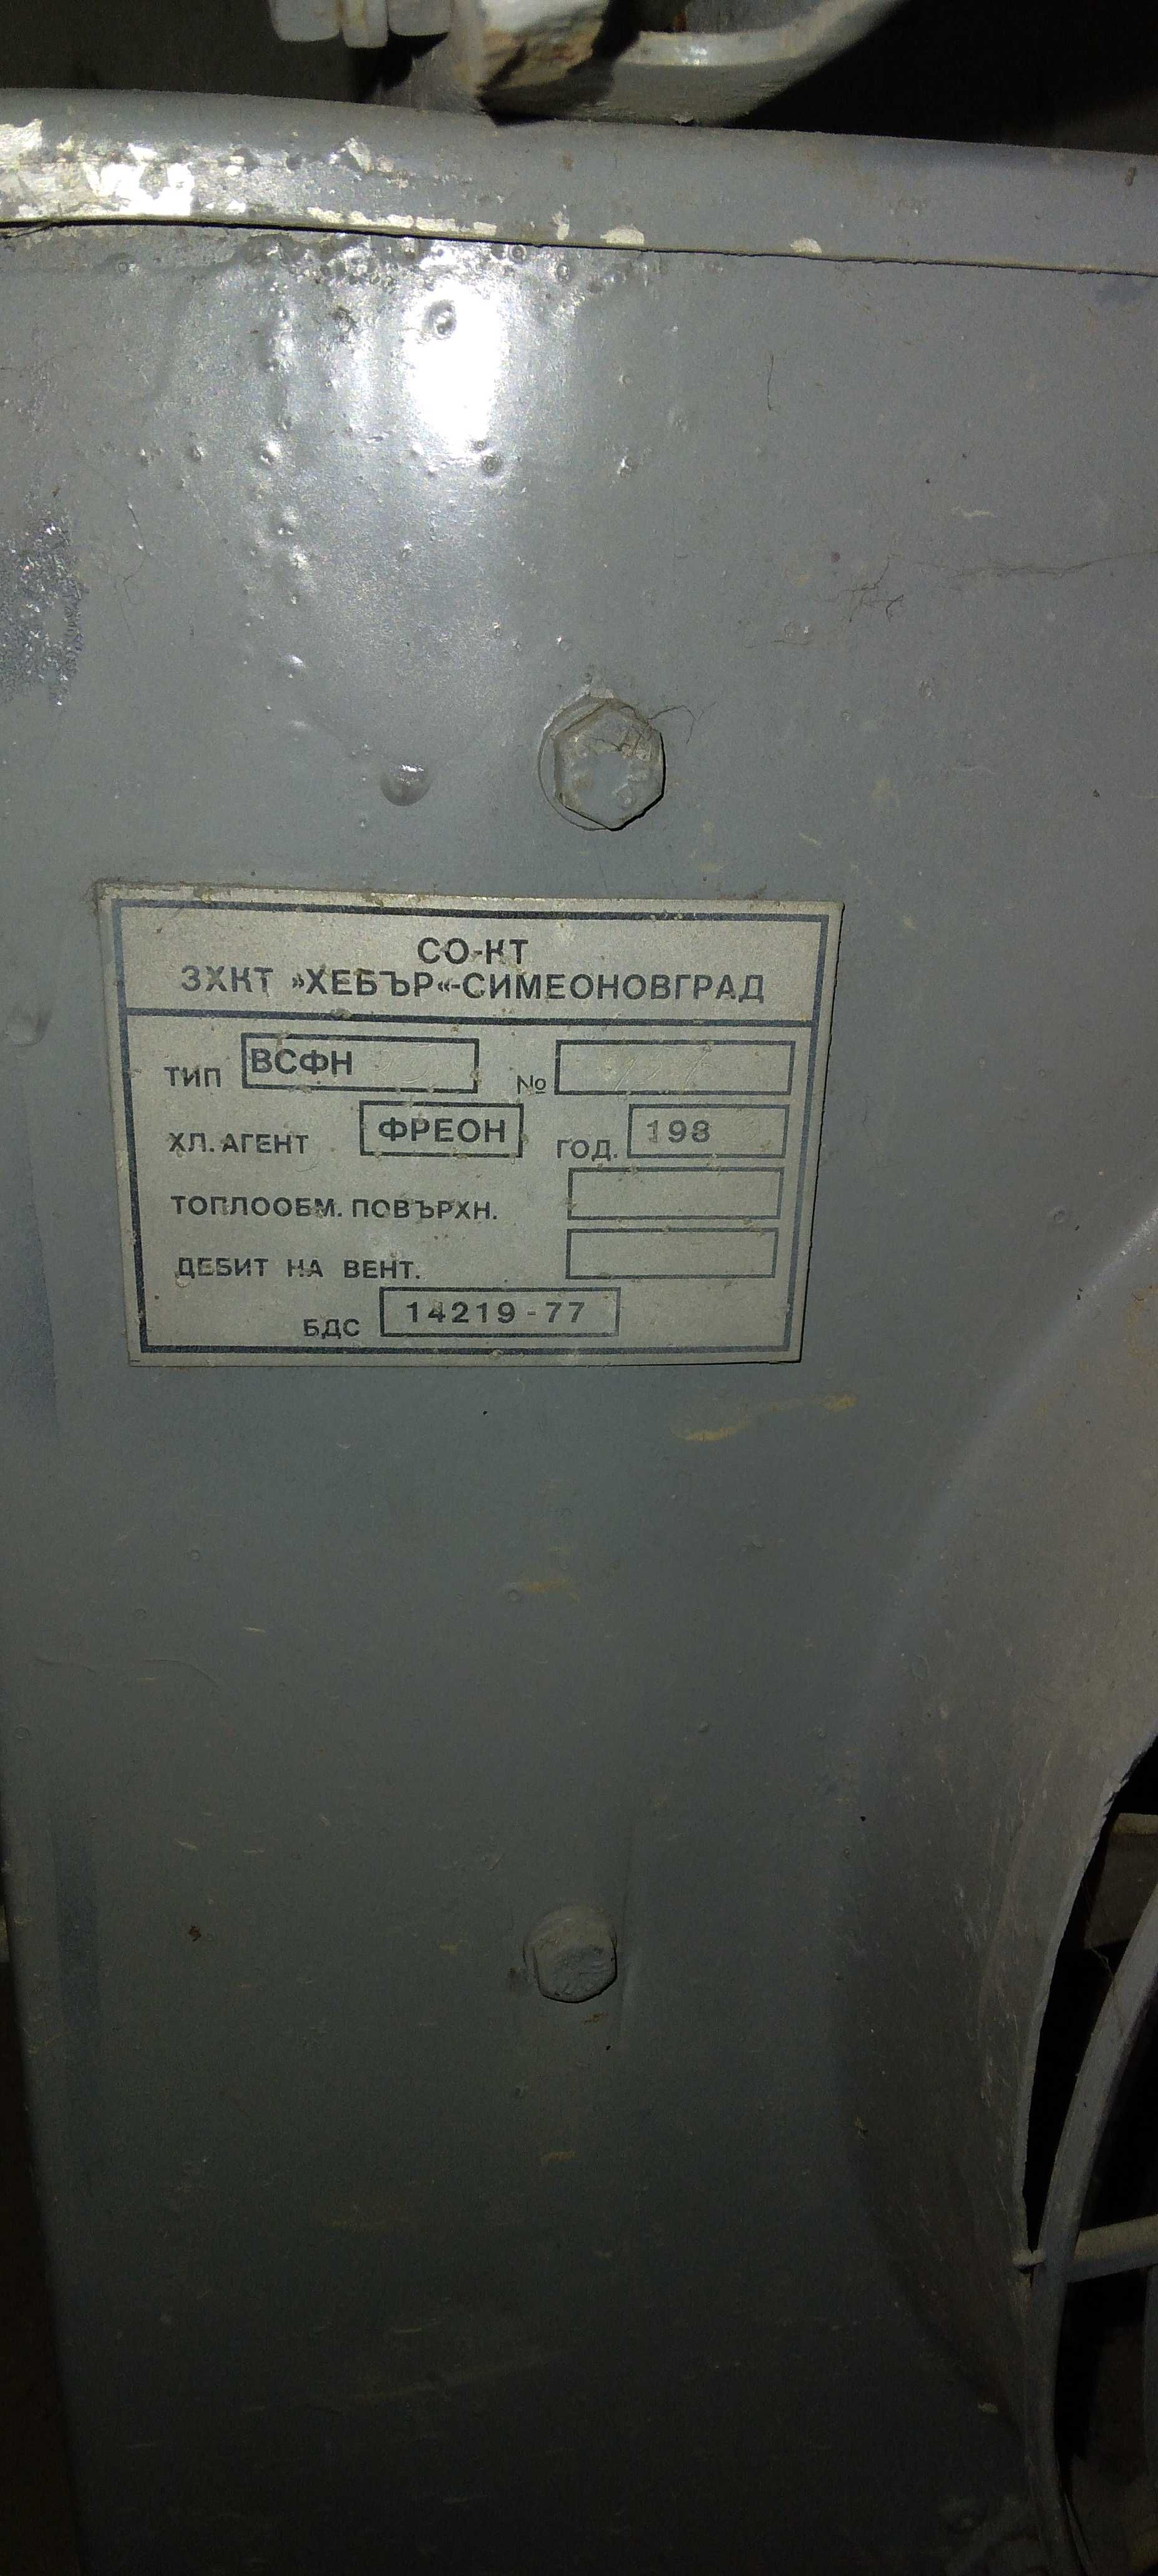 СО-КТ
ЗХКТ »ХЕБЪР«-СИМЕОНОВГРАД
ТИП ВСФН №
ХЛ. АГЕНТ ФРЕОН ГОД. 198
ТОПЛООБМ. ПОВЪРХН.
ДЕБИТ НА ВЕНТ.
БДС 14219-77